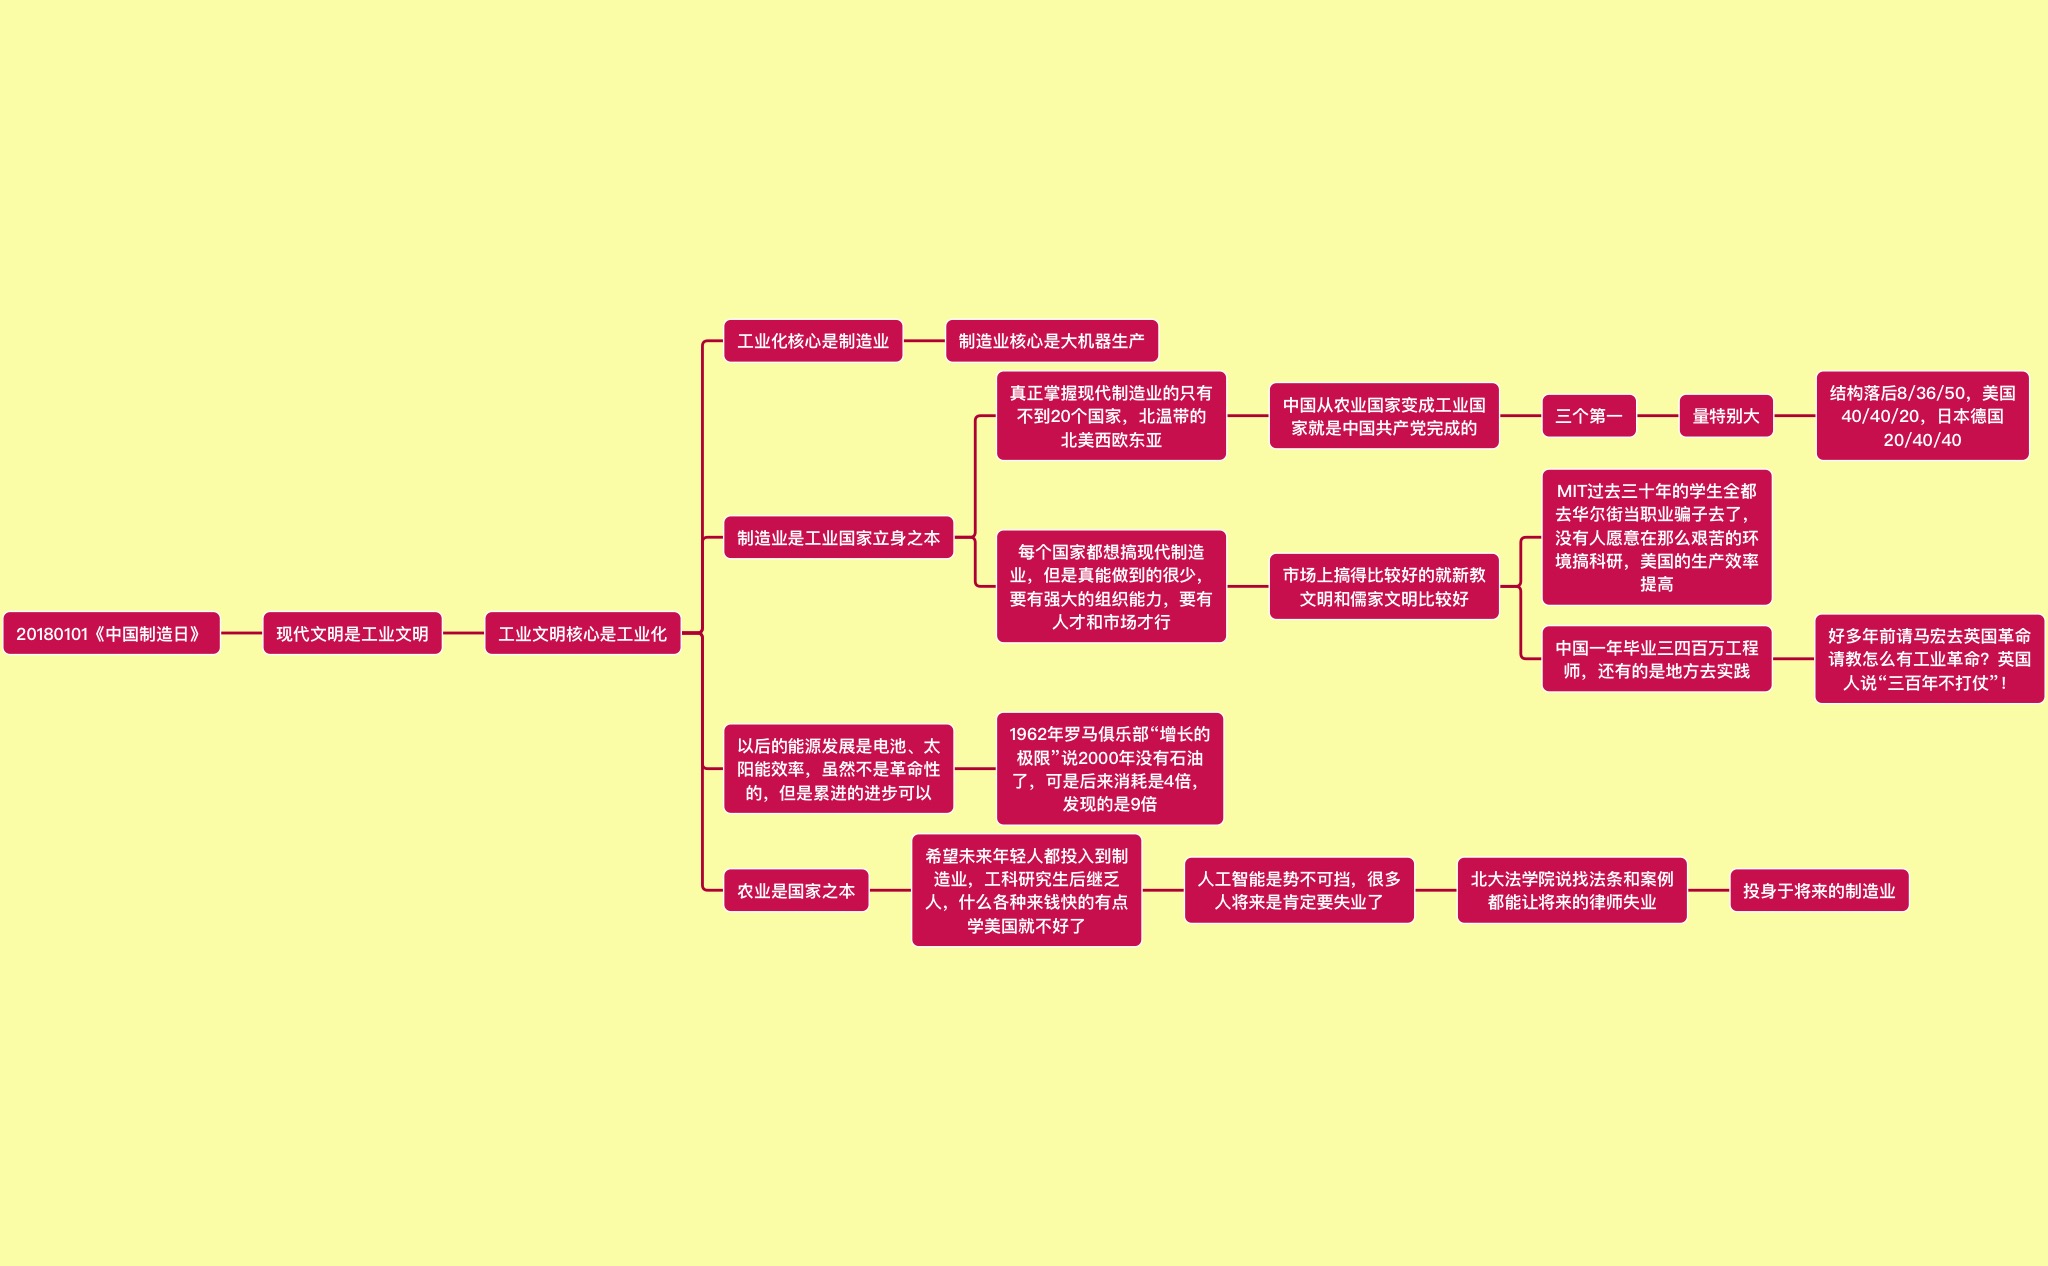 20180101《中国制造日》
现代文明是工业文明
工业文明核心是工业化
工业化核心是制造业
制造业核心是大机器生产
制造业是工业国家立身之本
真正掌握现代制造业的只有
不到20个国家，北温带的
北美西欧东亚
中国从农业国家变成工业国
家就是中国共产党完成的
三个第一
量特别大
结构落后8/36/50，美国
40/40/20，日本德国
20/40/40
每个国家都想搞现代制造
业，但是真能做到的很少，
要有强大的组织能力，要有
人才和市场才行
市场上搞得比较好的就新教
文明和儒家文明比较好
MIT过去三十年的学生全都
去华尔街当职业骗子去了，
没有人愿意在那么艰苦的环
境搞科研，美国的生产效率
提高
中国一年毕业三四百万工程
师，还有的是地方去实践
好多年前请马宏去英国革命
请教怎么有工业革命？英国
人说“三百年不打仗”！
以后的能源发展是电池、太
阳能效率，虽然不是革命性
的，但是累进的进步可以
1962年罗马俱乐部“增长的
极限”说2000年没有石油
了，可是后来消耗是4倍，
发现的是9倍
农业是国家之本
希望未来年轻人都投入到制
造业，工科研究生后继乏
人，什么各种来钱快的有点
学美国就不好了
人工智能是势不可挡，很多
人将来是肯定要失业了
北大法学院说找法条和案例
都能让将来的律师失业
投身于将来的制造业